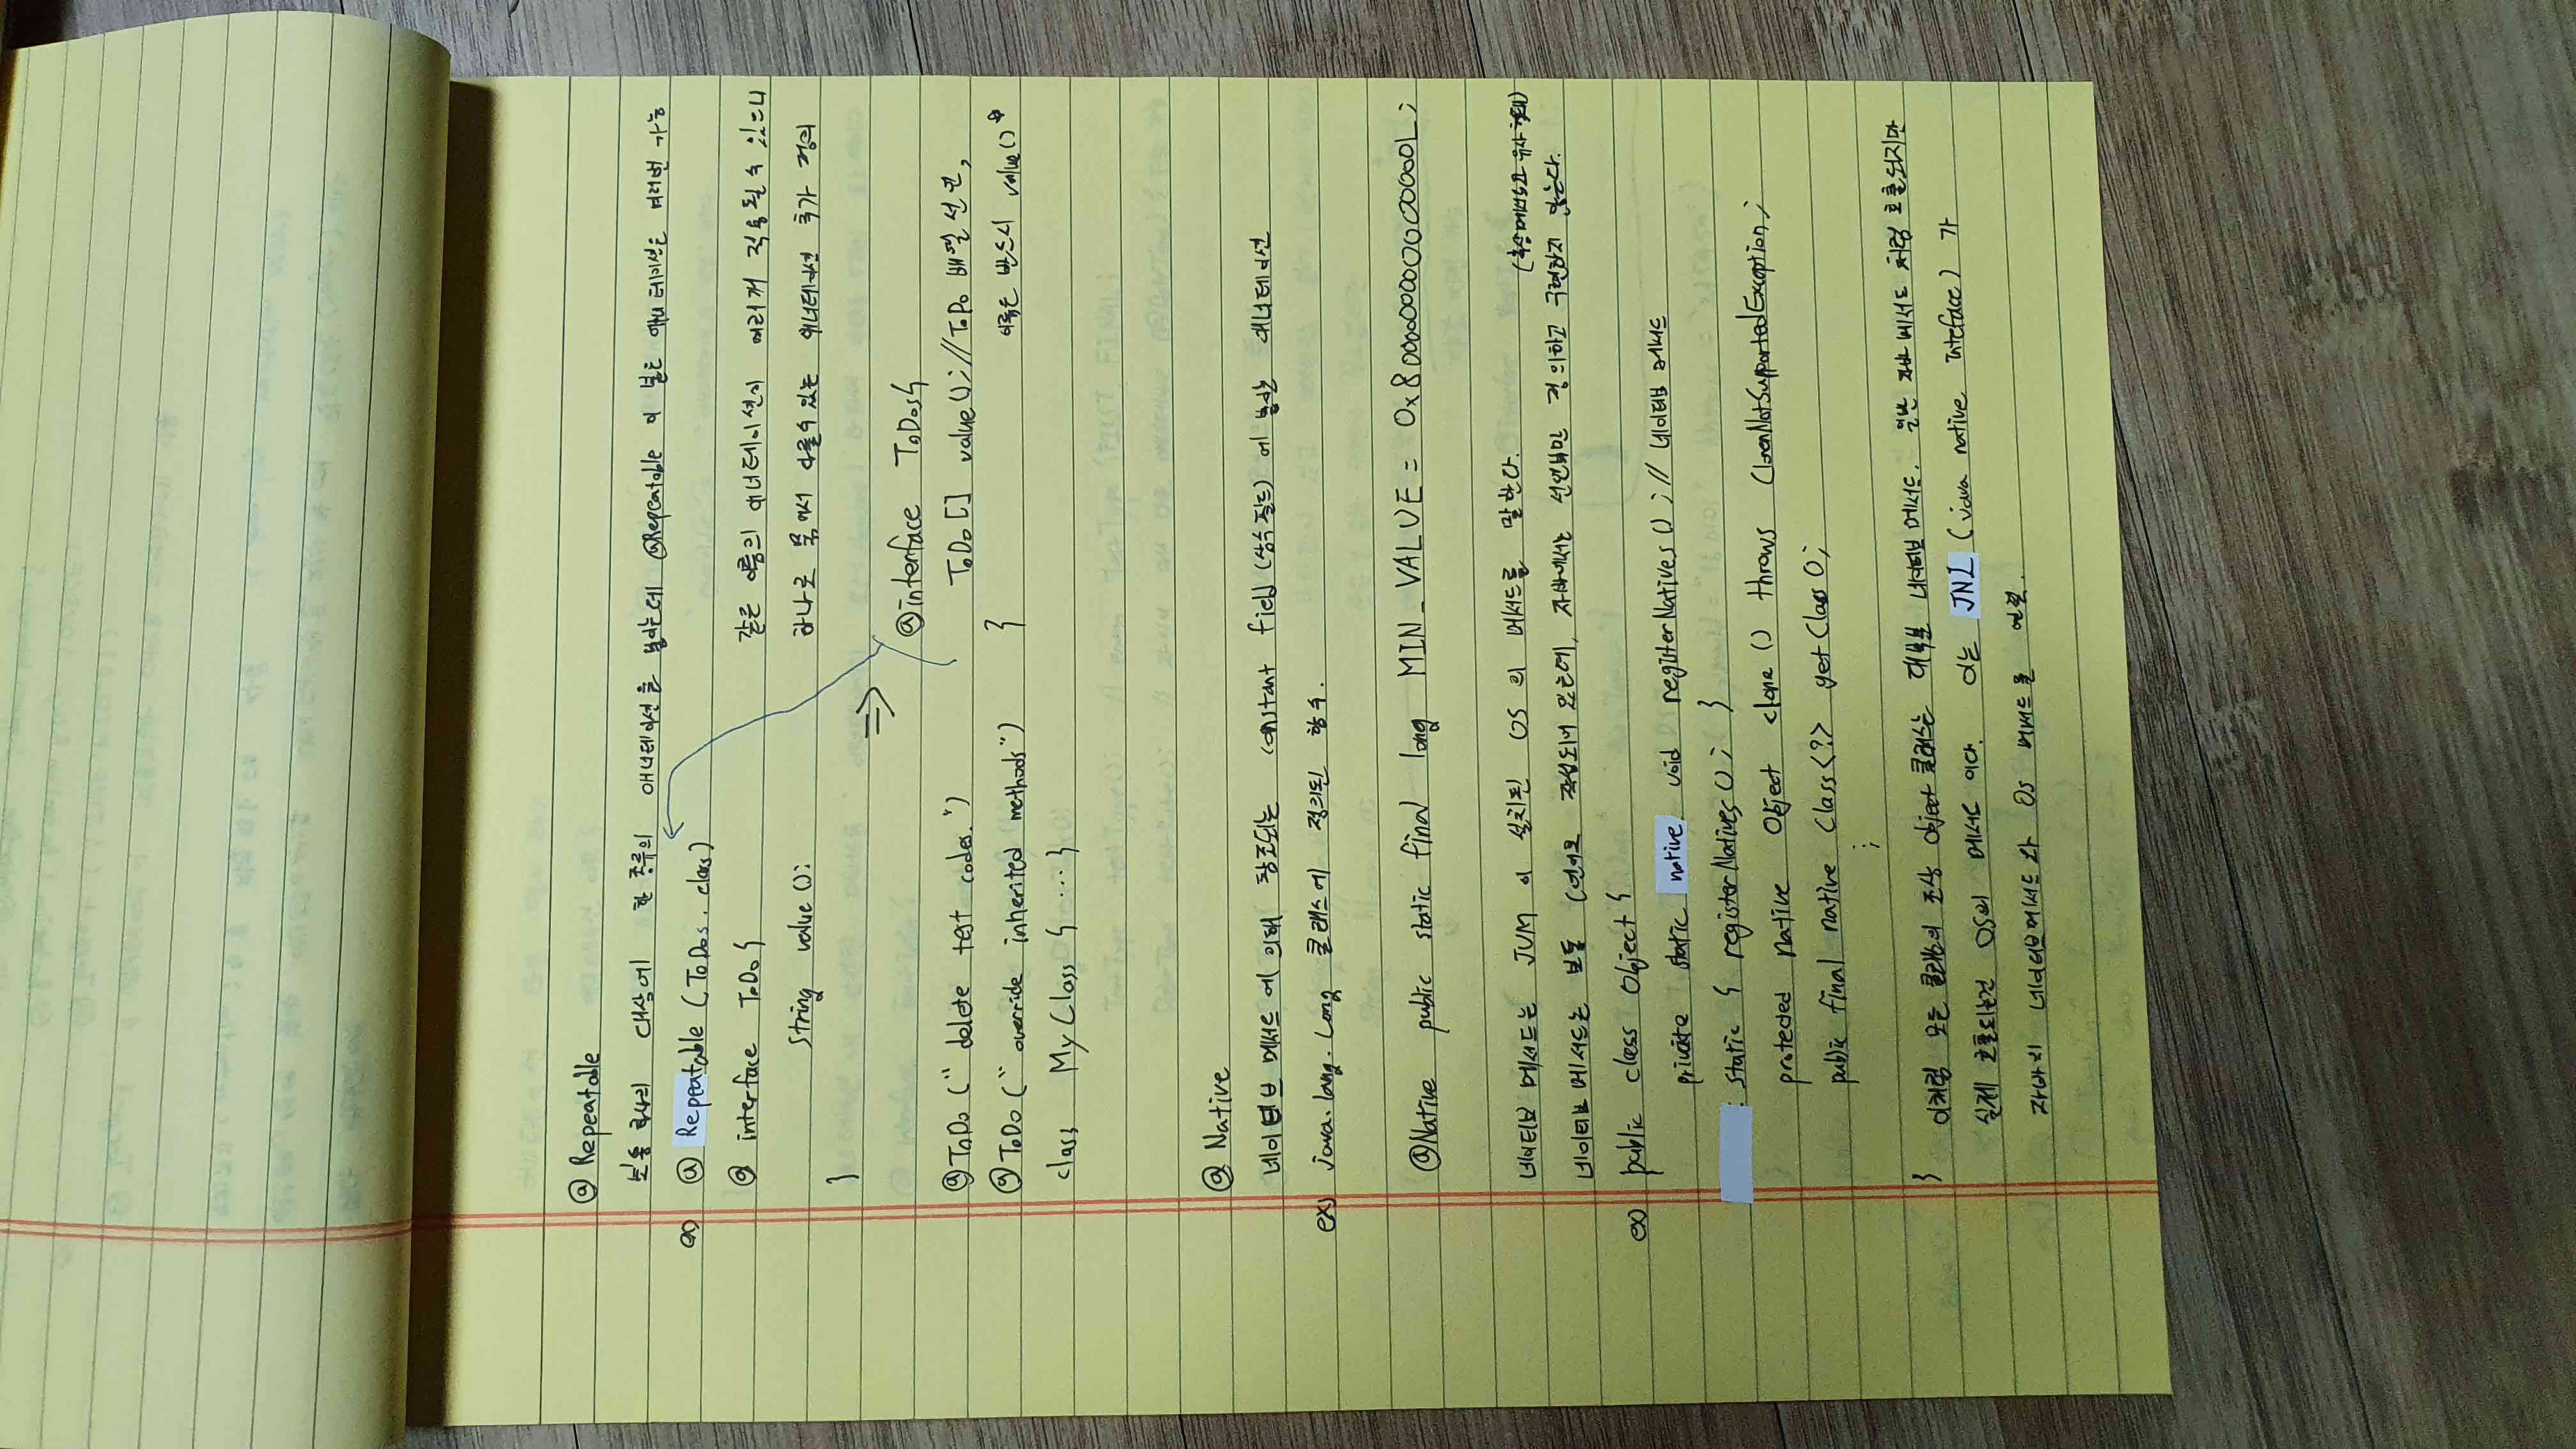 @ Repeatable
보통 하나의 대상에 한 종류의 애너테이션을 붙이는데 @Repeatable 이 붙은 애너테이션은 여러번 가능
ex) @ Repeatable (ToDos. class)
@ interface ToDo {
String value();
}
@ToDo (" delete test codes.")
@ToDo ("override inherited methods")
class MyClass { ... }
같은 이름의 애너테이션이 여러개 적용될 수 있으니
하나로 묶어서 다룰수 있는 애너테이션 추가 정의
⇒ @interface ToDos{
ToDo [] value(); // ToDo 배열 선언,
이름은 반드시 value()
}
@ Native
네이티브 메서드 에 의해 참조되는 constant field (상수 필드) 에 붙이는 애너테이션
ex) java. lang. Long 클래스에 정의된 함수.
@Native public static final long MIN_VALUE = 0x8000000000000000L;
네이티브 메서드는 JVM 이 설치된 OS 의 메서드를 말한다.
(추상메서드과 유사 형태)
네이티브 메서드는 보통 C언어로 작성되어 있는데, 자바에서는 선언부만 정의하고 구현하지 않는다.
ex) public class Object {
private static native void registerNatives() ; // 네이티브 메서드
static { registerNatives(); }
protected native Object clone () throws ClonenNotSupportedException;
public final native Class<?> getClass();
:
} 이처럼 모든 클래스의 조상 object 클래스는 대부분 네이티브 메서드. 일반 자바 메서드 처럼 호출되지만
실제 호출되는건 OS의 메서드 이다. 이는 JNI (java native inteface) 가
자바의 네이티브메서드와 OS 메서드를 연결.